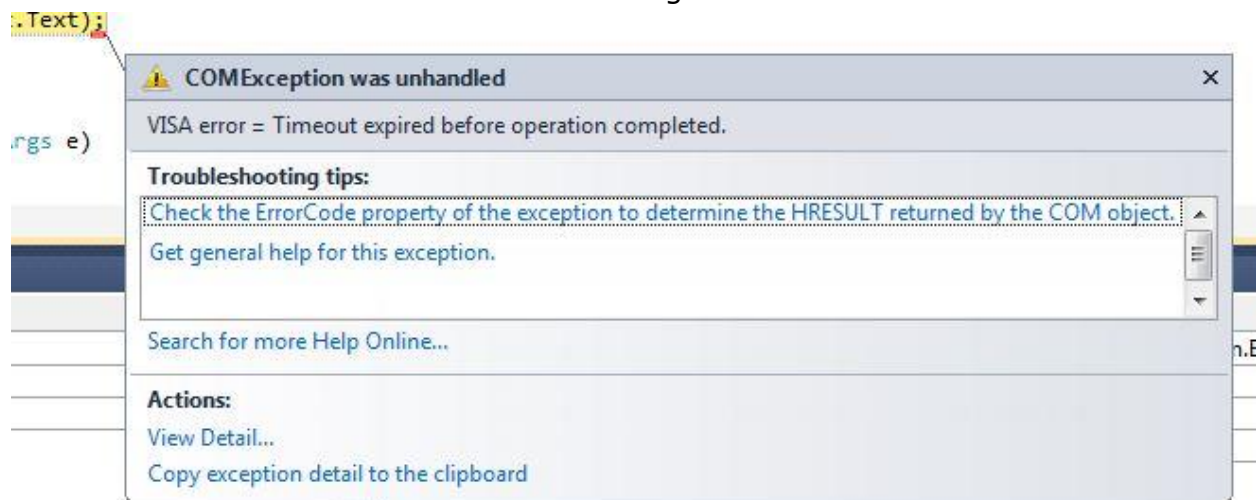 .Text);
COMException was unhandled
VISA error = Timeout expired before operation completed.
rgs e)
Troubleshooting tips:
Check the ErrorCode property of the exception to determine the HRESULT returned by the COM object.
Get general help for this exception.
Search for more Help Online...
n.E
Actions:
View Detail...
Copy exception detail to the clipboard